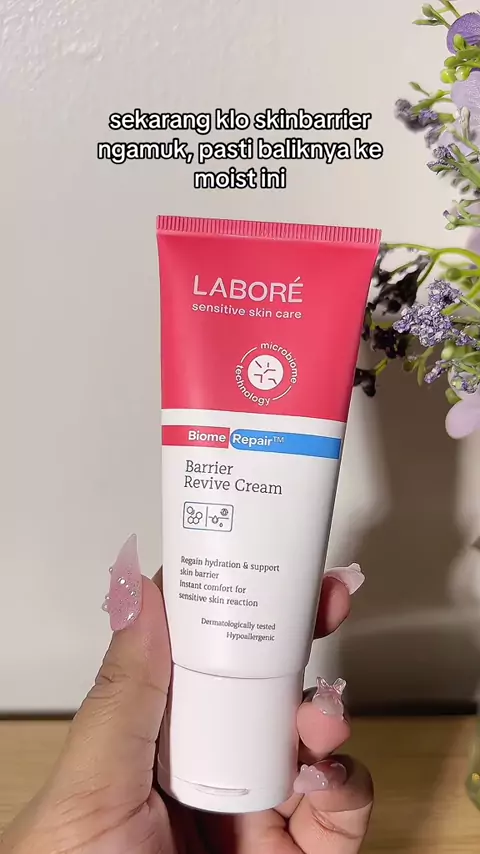 sekarang klo skinbarrier
ngamuk, pasti baliknya ke
moist ini
LABORÉ
sensitive skin care
microbiome
technology
Biome Repair™
Barrier
Revive Cream
Regain hydration & support
skin barrier
Instant comfort for
sensitive skin reaction
Dermatologically tested
Hypoallergenic